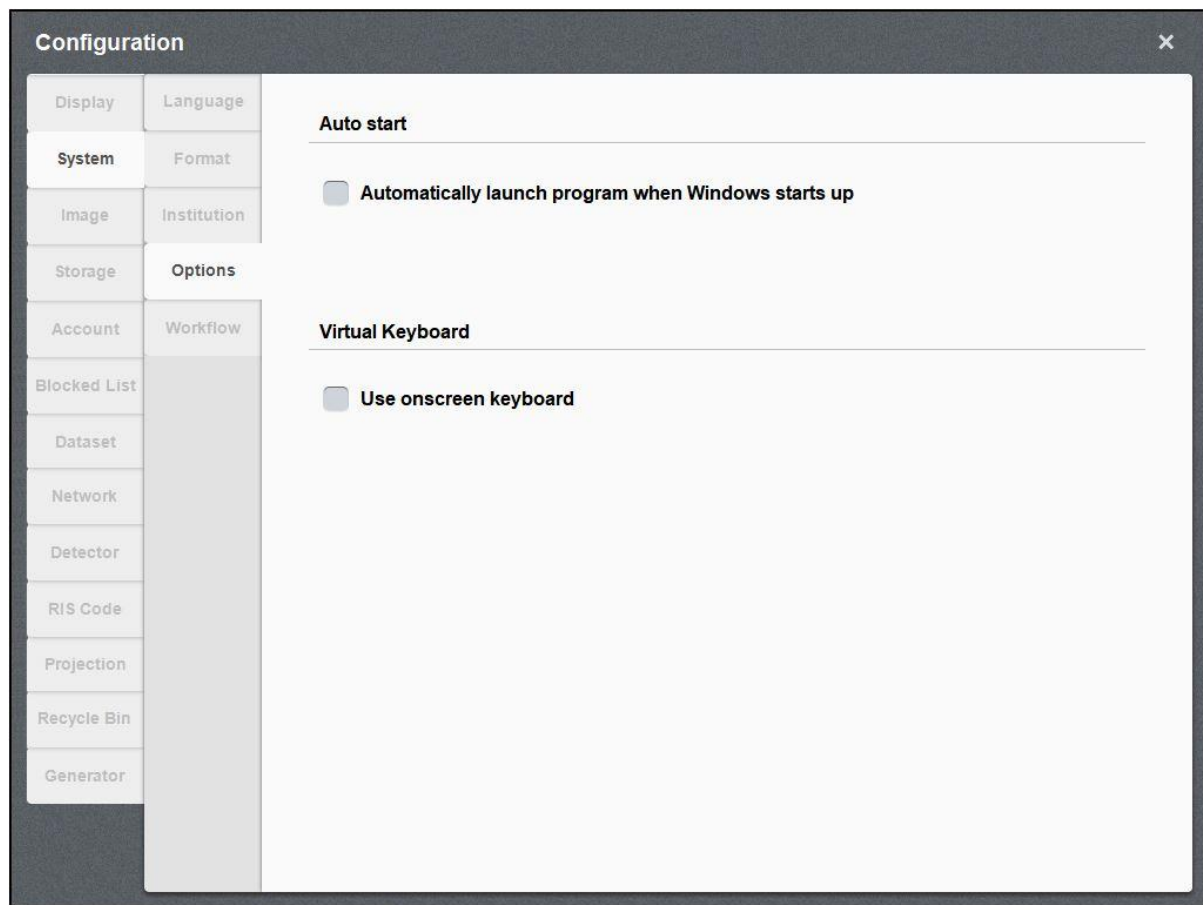 Configuration
Display
System
Image
Storage
Account
Blocked List
Dataset
Network
Detector
RIS Code
Projection
Recycle Bin
Generator
Language
Format
Institution
Options
Workflow
Auto start
Automatically launch program when Windows starts up
Virtual Keyboard
Use onscreen keyboard